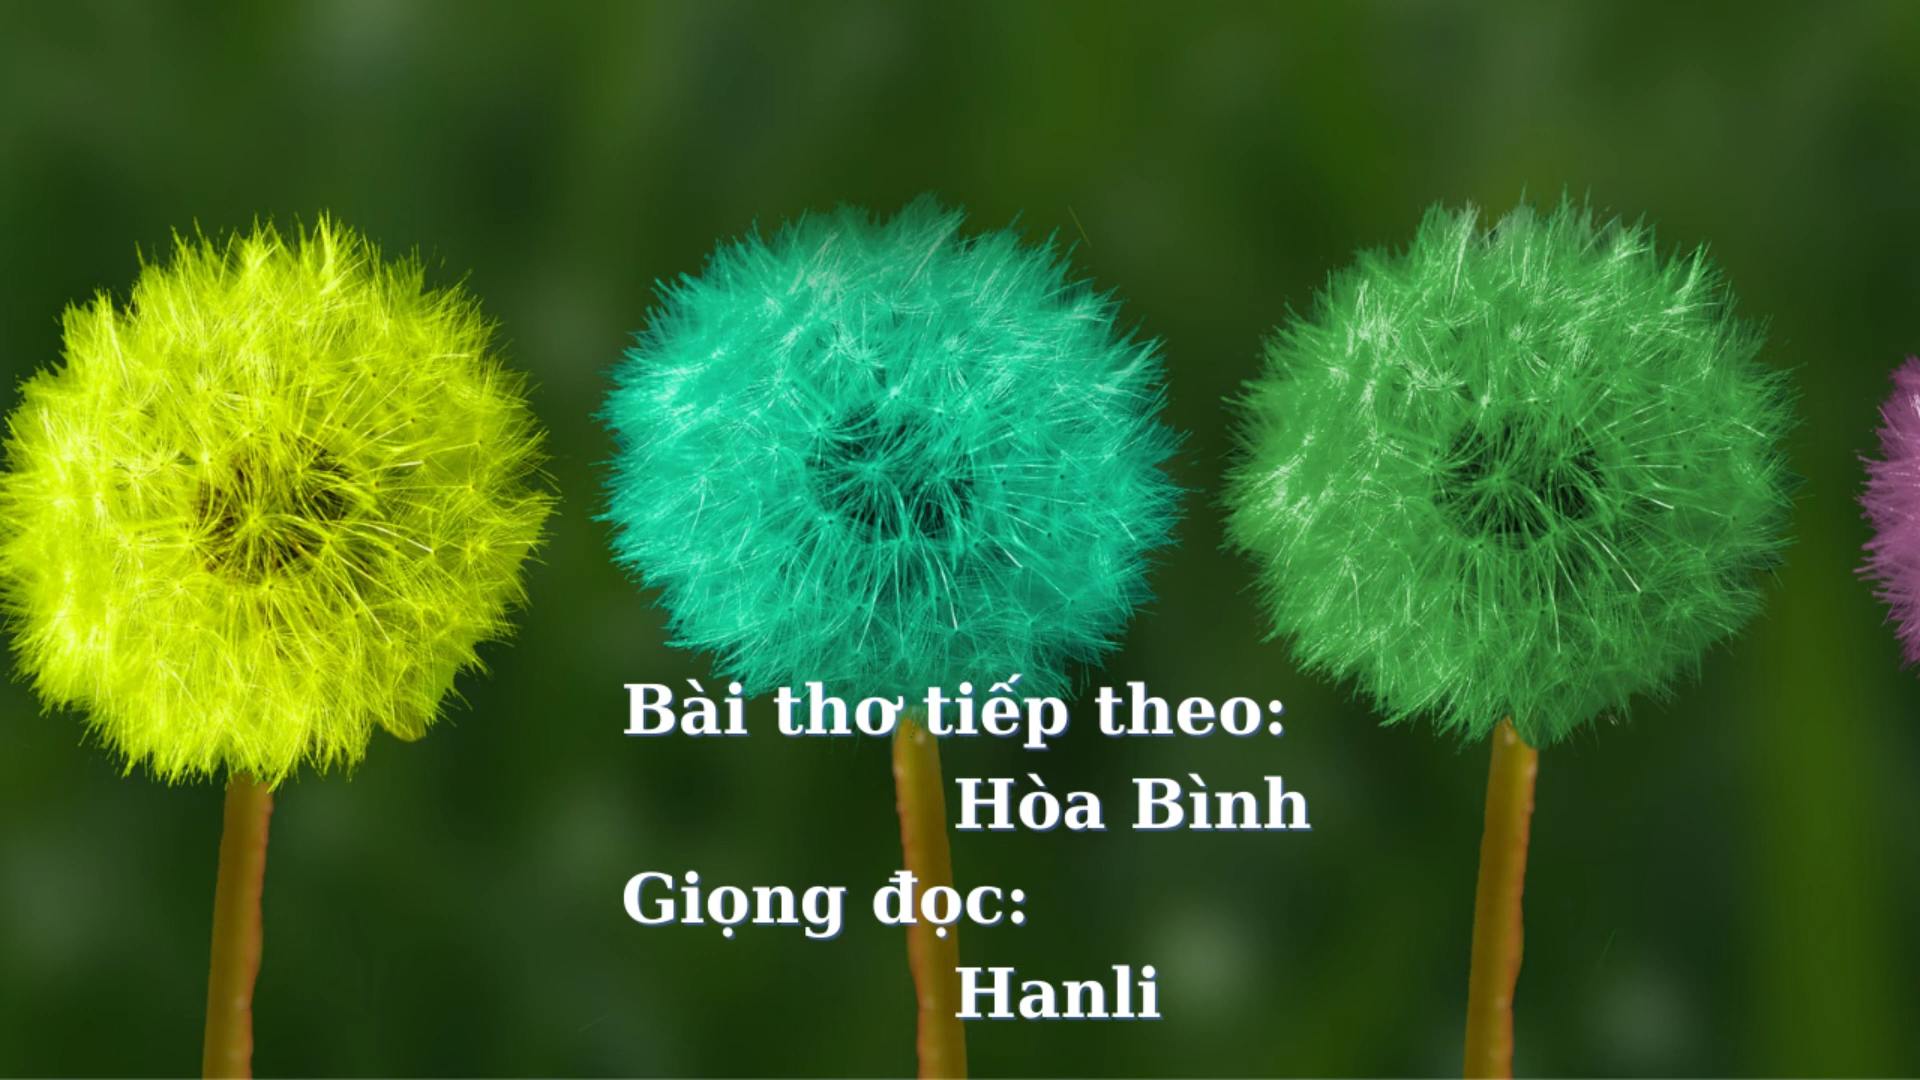 Bài thơ tiếp theo:
Hòa Bình
Giọng đọc:
Hanli